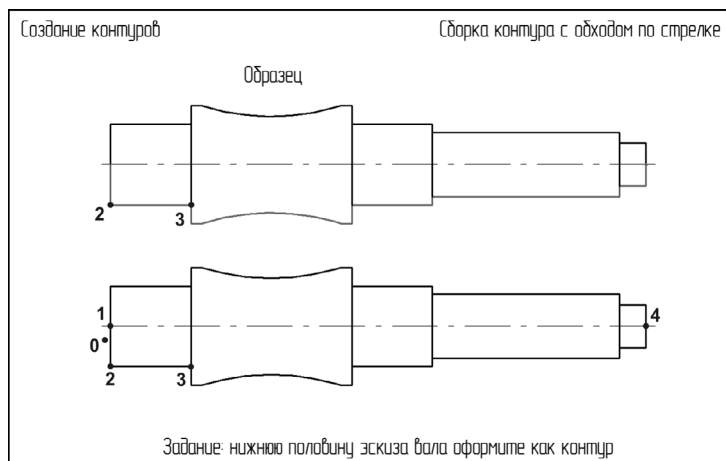 Создание контуров
Сборка контура с обходом по стрелке
Образец
2
3
1
0
2
3
4
Задание: нижнюю половину эскиза вала оформите как контур